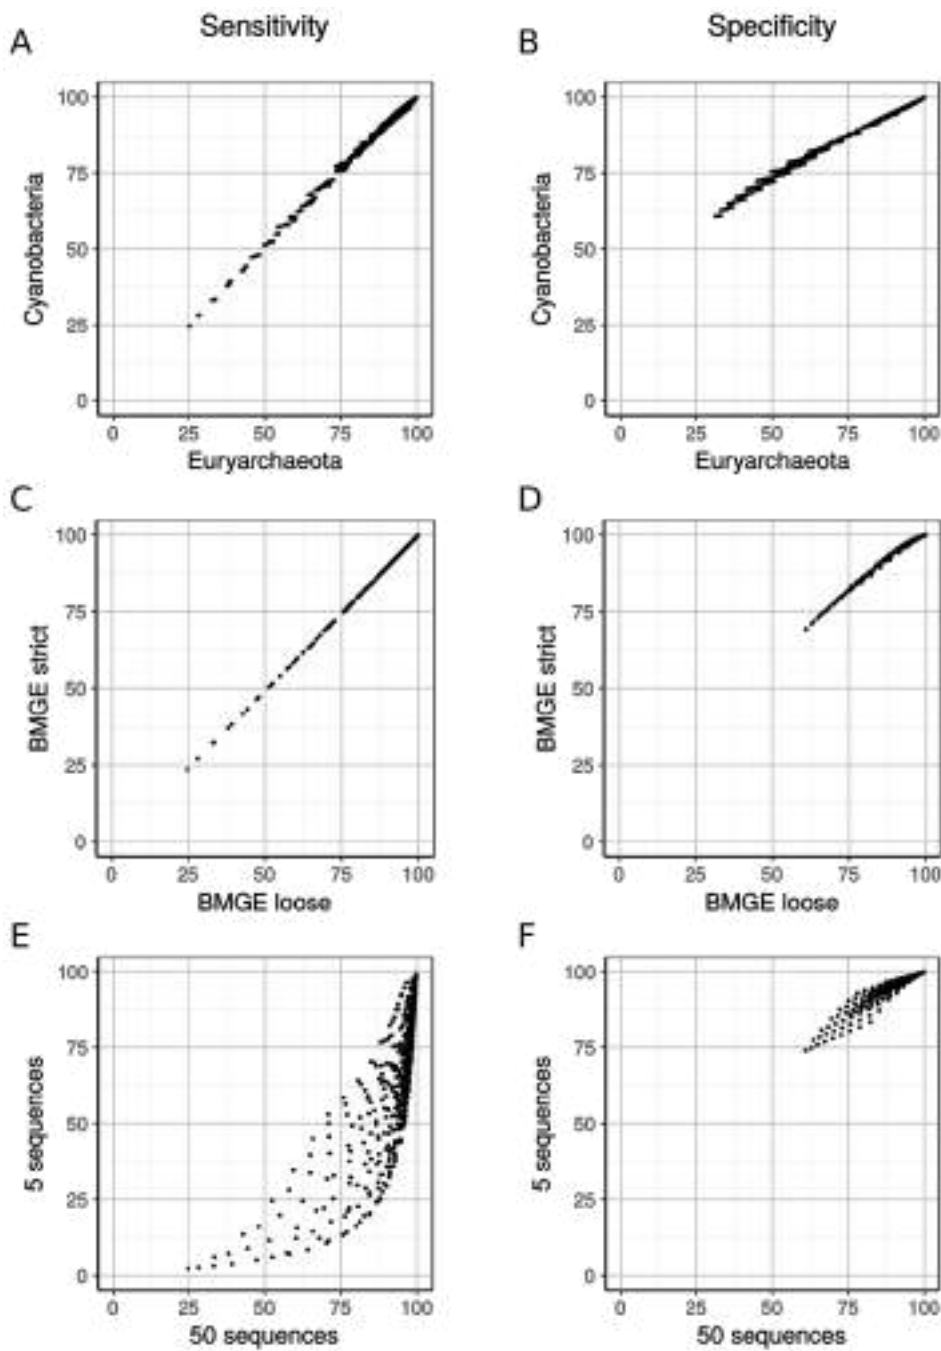 Sensitivity Specificity
A B
100 100
75 75
50 50
25 25
0 0
Cyanobacteria Cyanobacteria
0 25 50 75 100 0 25 50 75 100
Euryarchaeota Euryarchaeota
C D
100 100
75 75
50 50
25 25
0 0
BMGE strict BMGE strict
0 25 50 75 100 0 25 50 75 100
BMGE loose BMGE loose
E F
100 100
75 75
50 50
25 25
0 0
5 sequences 5 sequences
0 25 50 75 100 0 25 50 75 100
50 sequences 50 sequences